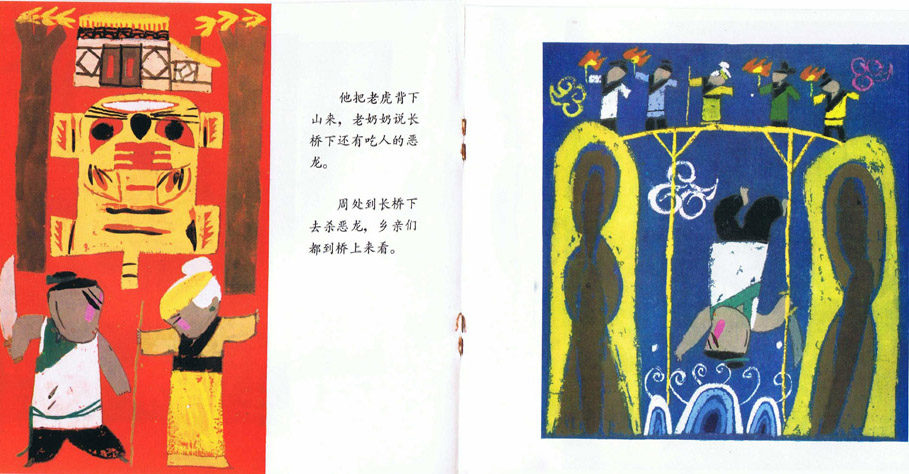 他把老虎背下
山来，老奶奶说长
桥下还有吃人的恶
龙。
周处到长桥下
去杀恶龙，乡亲们
都到桥上来看。